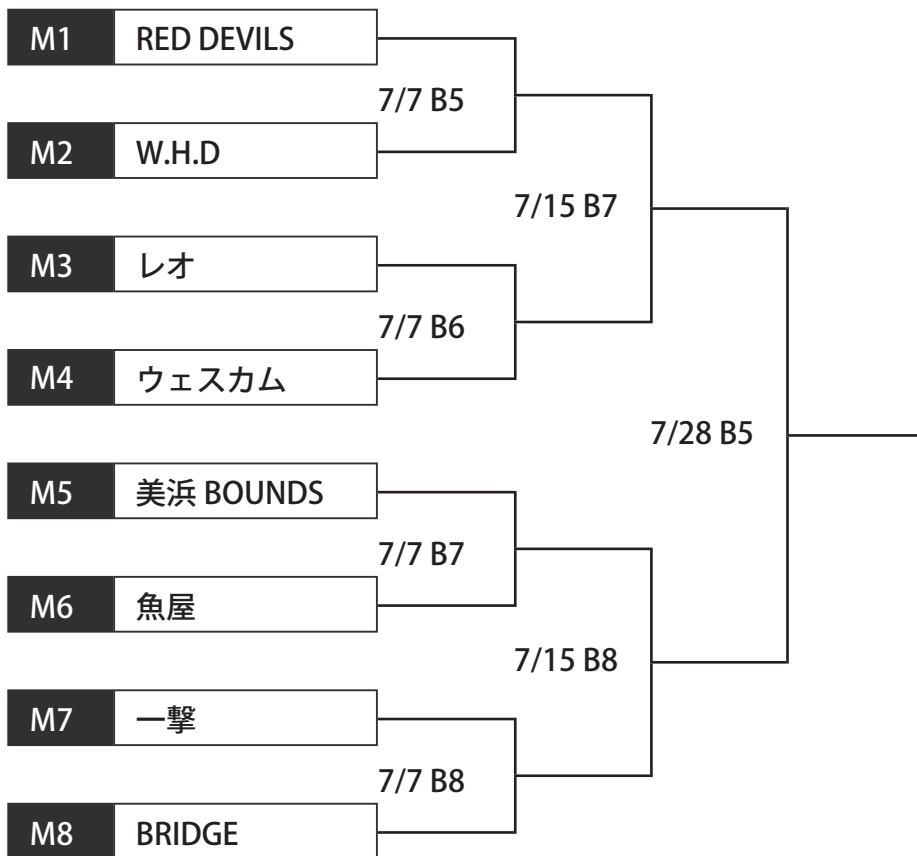 M1 RED DEVILS
7/7 B5
M2 W.H.D
7/15 B7
M3 レオ
7/7 B6
M4 ウェスカム
7/28 B5
M5 美浜 BOUNDS
7/7 B7
M6 魚屋
7/15 B8
M7 一撃
7/7 B8
M8 BRIDGE